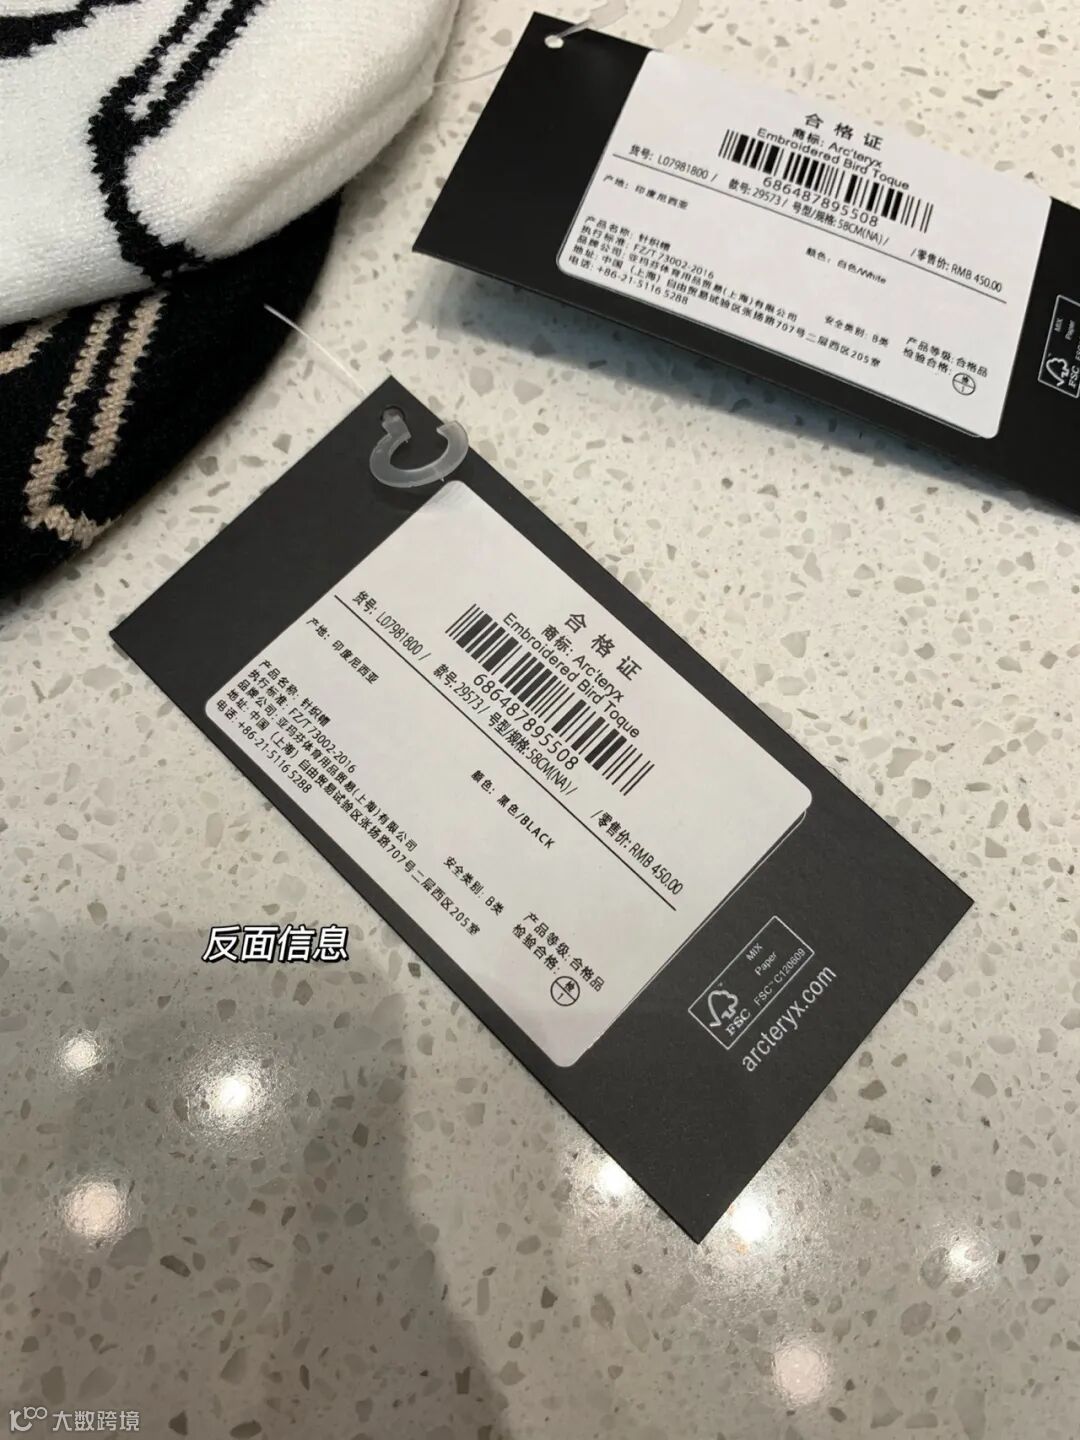 合格证
商标: Arc'teryx
Embroidered Bird Toque
686487895508
货号: L07981800 / 款号: 29573 / 号型/规格: 58CM(NA) / /零售价: RMB 450.00
产地: 印度尼西亚
颜色: 白色/White
产品名称: 针织帽
执行标准: FZ/T 73002-2016
品牌公司: 亚玛芬体育用品贸易(上海)有限公司
地址: 中国（上海）自由贸易试验区张扬路707号二层西区205室
电话: +86-21-5116 5288
安全类别: B类
产品等级: 合格品
检验合格:
MIX
Paper
FSC
合格证
商标: Arc'teryx
Embroidered Bird Toque
686487895508
货号: L07981800 / 款号: 29573 / 号型/规格: 58CM(NA) / /零售价: RMB 450.00
产地: 印度尼西亚
颜色: 黑色/BLACK
产品名称: 针织帽
执行标准: FZ/T 73002-2016
品牌公司: 亚玛芬体育用品贸易(上海)有限公司
地址: 中国（上海）自由贸易试验区张扬路707号二层西区205室
电话: +86-21-5116 5288
安全类别: B类
产品等级: 合格品
检验合格:
检
1
MIX
Paper
FSC
FSC™ C120609
arcteryx.com
反面信息
大数跨境